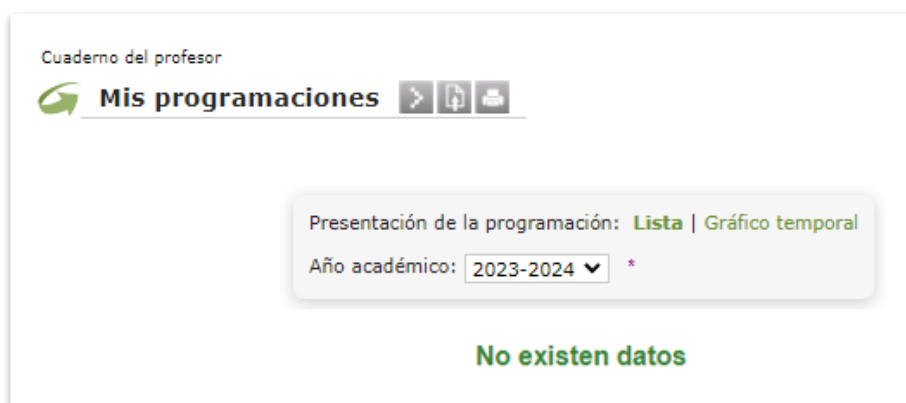 Cuaderno del profesor
Mis programaciones
Presentación de la programación: Lista | Gráfico temporal
Año académico: 2023-2024 *
No existen datos